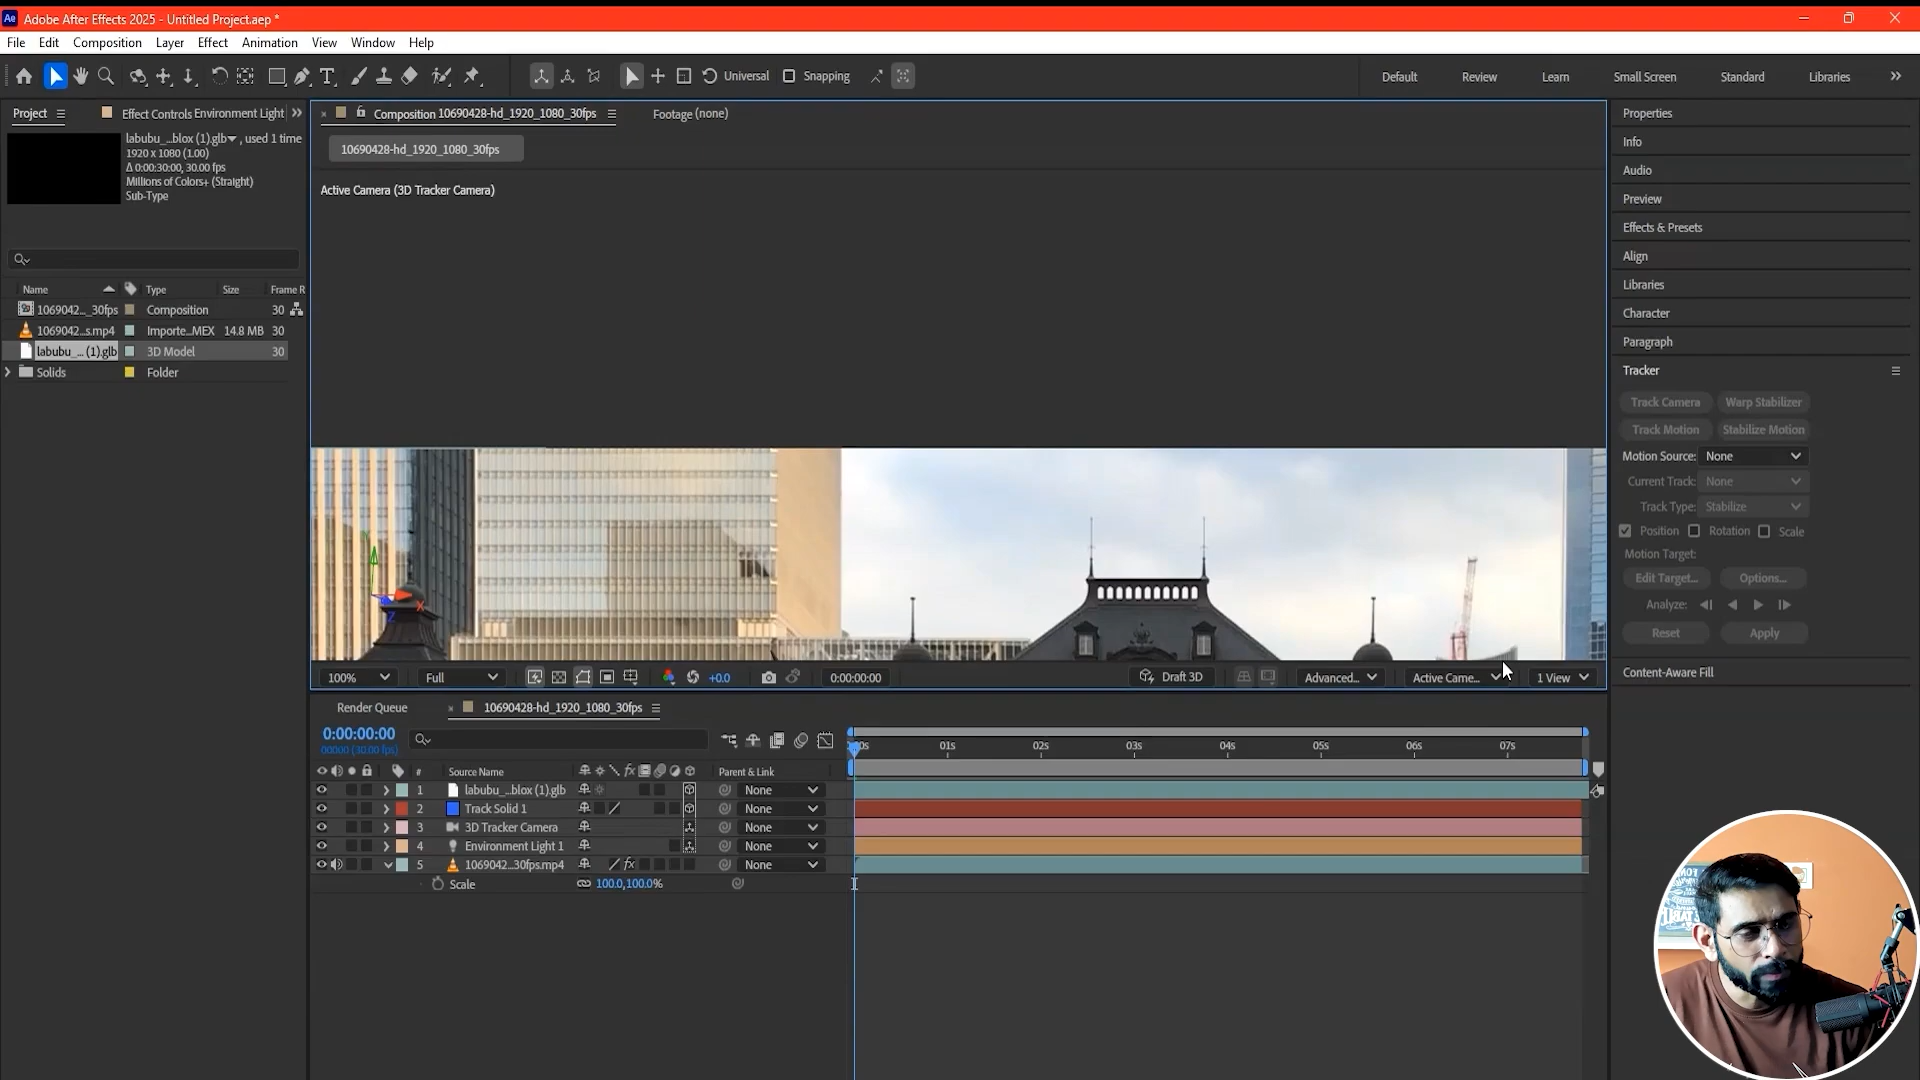 Ae Adobe After Effects 2025 - Untitled Project.aep *
File Edit Composition Layer Effect Animation View Window Help
Universal Snapping Default Review Learn Small Screen Standard Libraries
Project Effect Controls Environment Light
labubu_...blox (1).glb , used 1 time
1920 x 1080 (1.00)
Δ 0:00:30:00, 30.00 fps
Millions of Colors+ (Straight)
Sub-Type
Name Type Size Frame R
1069042..._30fps Composition 30
1069042...s.mp4 Importe...MEX 14.8 MB 30
labubu_... (1).glb 3D Model 30
Solids Folder
Composition 10690428-hd_1920_1080_30fps Footage (none)
10690428-hd_1920_1080_30fps
Active Camera (3D Tracker Camera)
Y
X
Z
100% Full +0.0 0:00:00:00 Draft 3D Advanced... Active Came... 1 View
Properties
Info
Audio
Preview
Effects & Presets
Align
Libraries
Character
Paragraph
Tracker
Track Camera Warp Stabilizer
Track Motion Stabilize Motion
Motion Source: None
Current Track: None
Track Type: Stabilize
Position Rotation Scale
Motion Target:
Edit Target... Options...
Analyze:
Reset Apply
Content-Aware Fill
Render Queue 10690428-hd_1920_1080_30fps
0:00:00:00
00000 (30.00 fps)
00s 01s 02s 03s 04s 05s 06s 07s
# Source Name fx Parent & Link
1 labubu_...blox (1).glb None
2 Track Solid 1 None
3 3D Tracker Camera None
4 Environment Light 1 None
5 1069042...30fps.mp4 fx None
Scale 100.0,100.0%